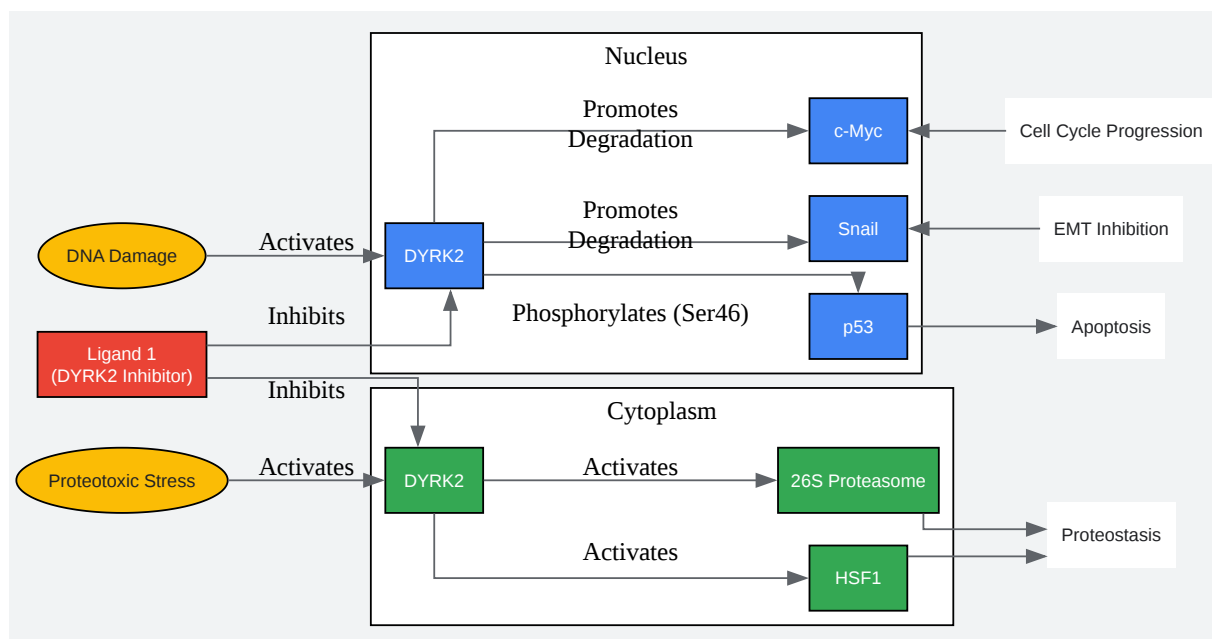 Nucleus
Promotes
Degradation
c-Myc
Cell Cycle Progression
Promotes
Degradation
Snail
EMT Inhibition
DNA Damage
Activates
DYRK2
Phosphorylates (Ser46)
p53
Apoptosis
Inhibits
Ligand 1
(DYRK2 Inhibitor)
Inhibits
Cytoplasm
Proteotoxic Stress
Activates
DYRK2
Activates
26S Proteasome
Proteostasis
Activates
HSF1